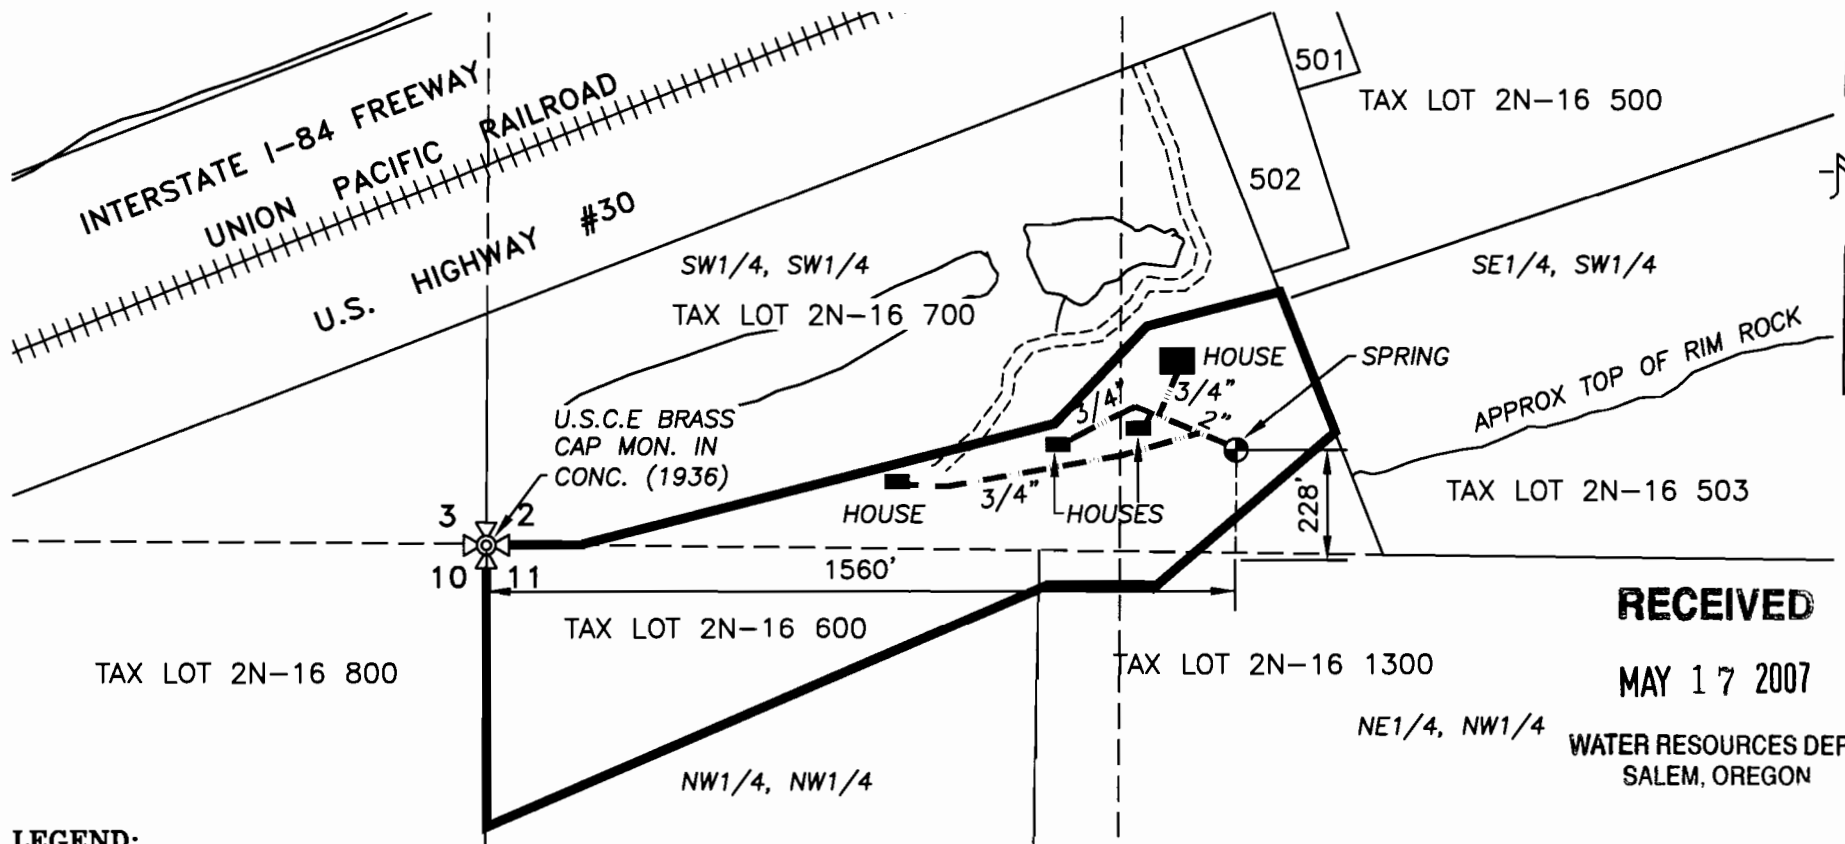 501
TAX LOT 2N-16 500
INTERSTATE I-84 FREEWAY
UNION PACIFIC RAILROAD
U.S. HIGHWAY #30
502
SW1/4, SW1/4
SE1/4, SW1/4
TAX LOT 2N-16 700
HOUSE
SPRING
APPROX TOP OF RIM ROCK
3/4"
3/4"
2"
U.S.C.E BRASS
CAP MON. IN
CONC. (1936)
3/4"
HOUSE
HOUSES
228'
TAX LOT 2N-16 503
3 2
10 11
1560'
RECEIVED
TAX LOT 2N-16 600
TAX LOT 2N-16 800
TAX LOT 2N-16 1300
MAY 17 2007
NE1/4, NW1/4
WATER RESOURCES DEP
SALEM, OREGON
NW1/4, NW1/4
LEGEND: